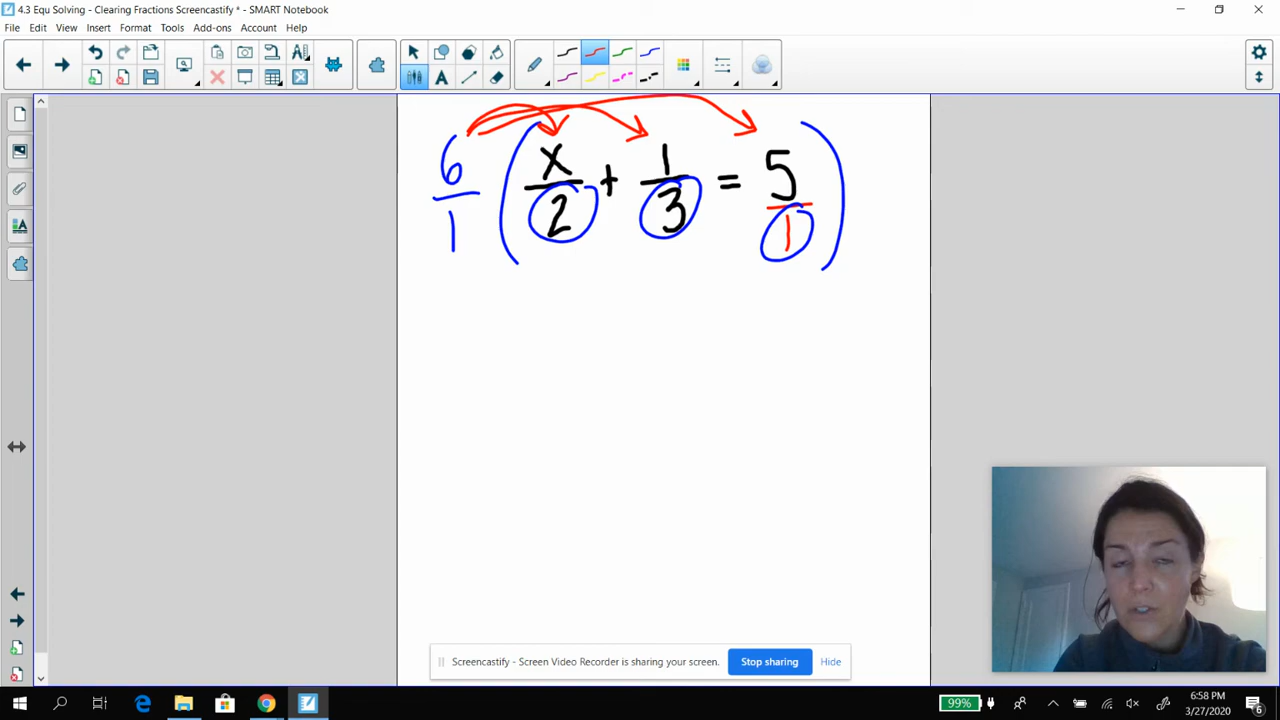 4.3 Equ Solving - Clearing Fractions Screencastify * - SMART Notebook
File Edit View Insert Format Tools Add-ons Account Help
6/1 ( x/2 + 1/3 = 5/1 )
Screencastify - Screen Video Recorder is sharing your screen. Stop sharing Hide
99%
6:58 PM
3/27/2020
6